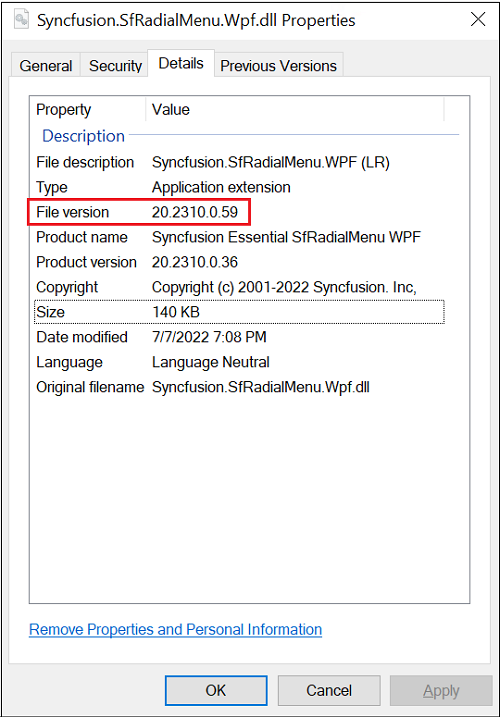 Syncfusion.SfRadialMenu.Wpf.dll Properties
General Security Details Previous Versions
Property Value
Description
File description Syncfusion.SfRadialMenu.WPF (LR)
Type Application extension
File version 20.2310.0.59
Product name Syncfusion Essential SfRadialMenu WPF
Product version 20.2310.0.36
Copyright Copyright (c) 2001-2022 Syncfusion. Inc,
Size 140 KB
Date modified 7/7/2022 7:08 PM
Language Language Neutral
Original filename Syncfusion.SfRadialMenu.Wpf.dll
Remove Properties and Personal Information
OK Cancel Apply